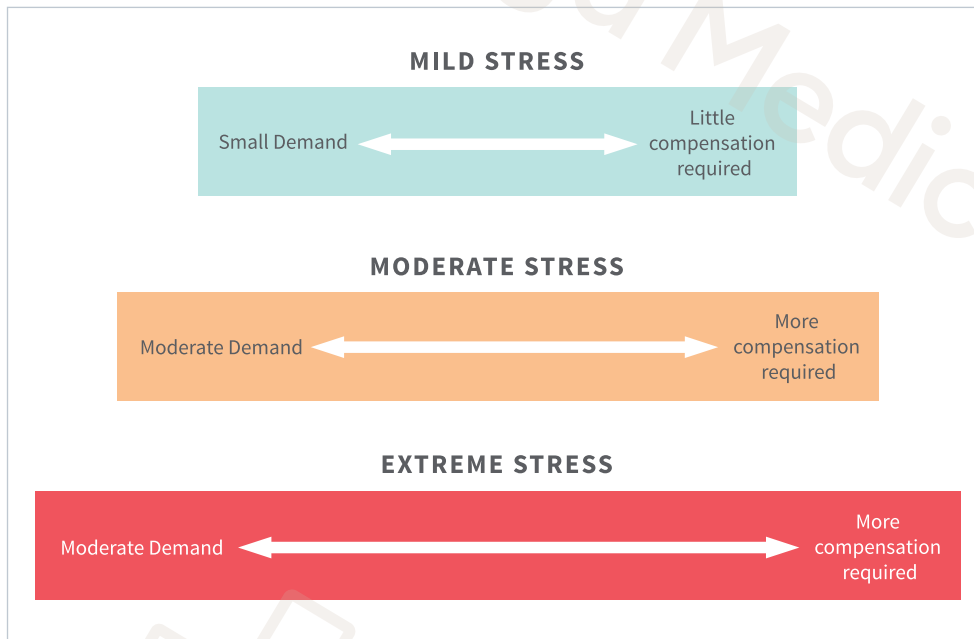 MILD STRESS
Small Demand
Little
compensation
required
MODERATE STRESS
Moderate Demand
More
compensation
required
EXTREME STRESS
Moderate Demand
More
compensation
required